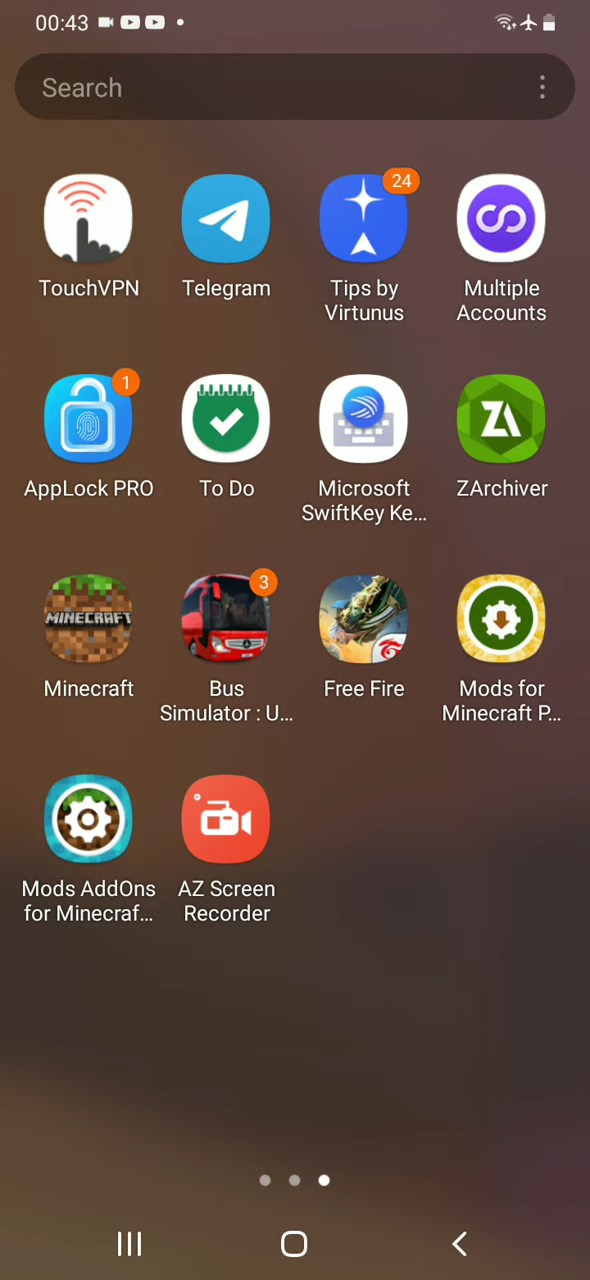 00:43
Search
24
TouchVPN
Telegram
Tips by
Virtunus
Multiple
Accounts
1
AppLock PRO
To Do
Microsoft
SwiftKey Ke...
ZA
ZArchiver
MINECRAFT
3
Minecraft
Bus
Simulator : U...
Free Fire
Mods for
Minecraft P...
Mods AddOns
for Minecraf...
AZ Screen
Recorder